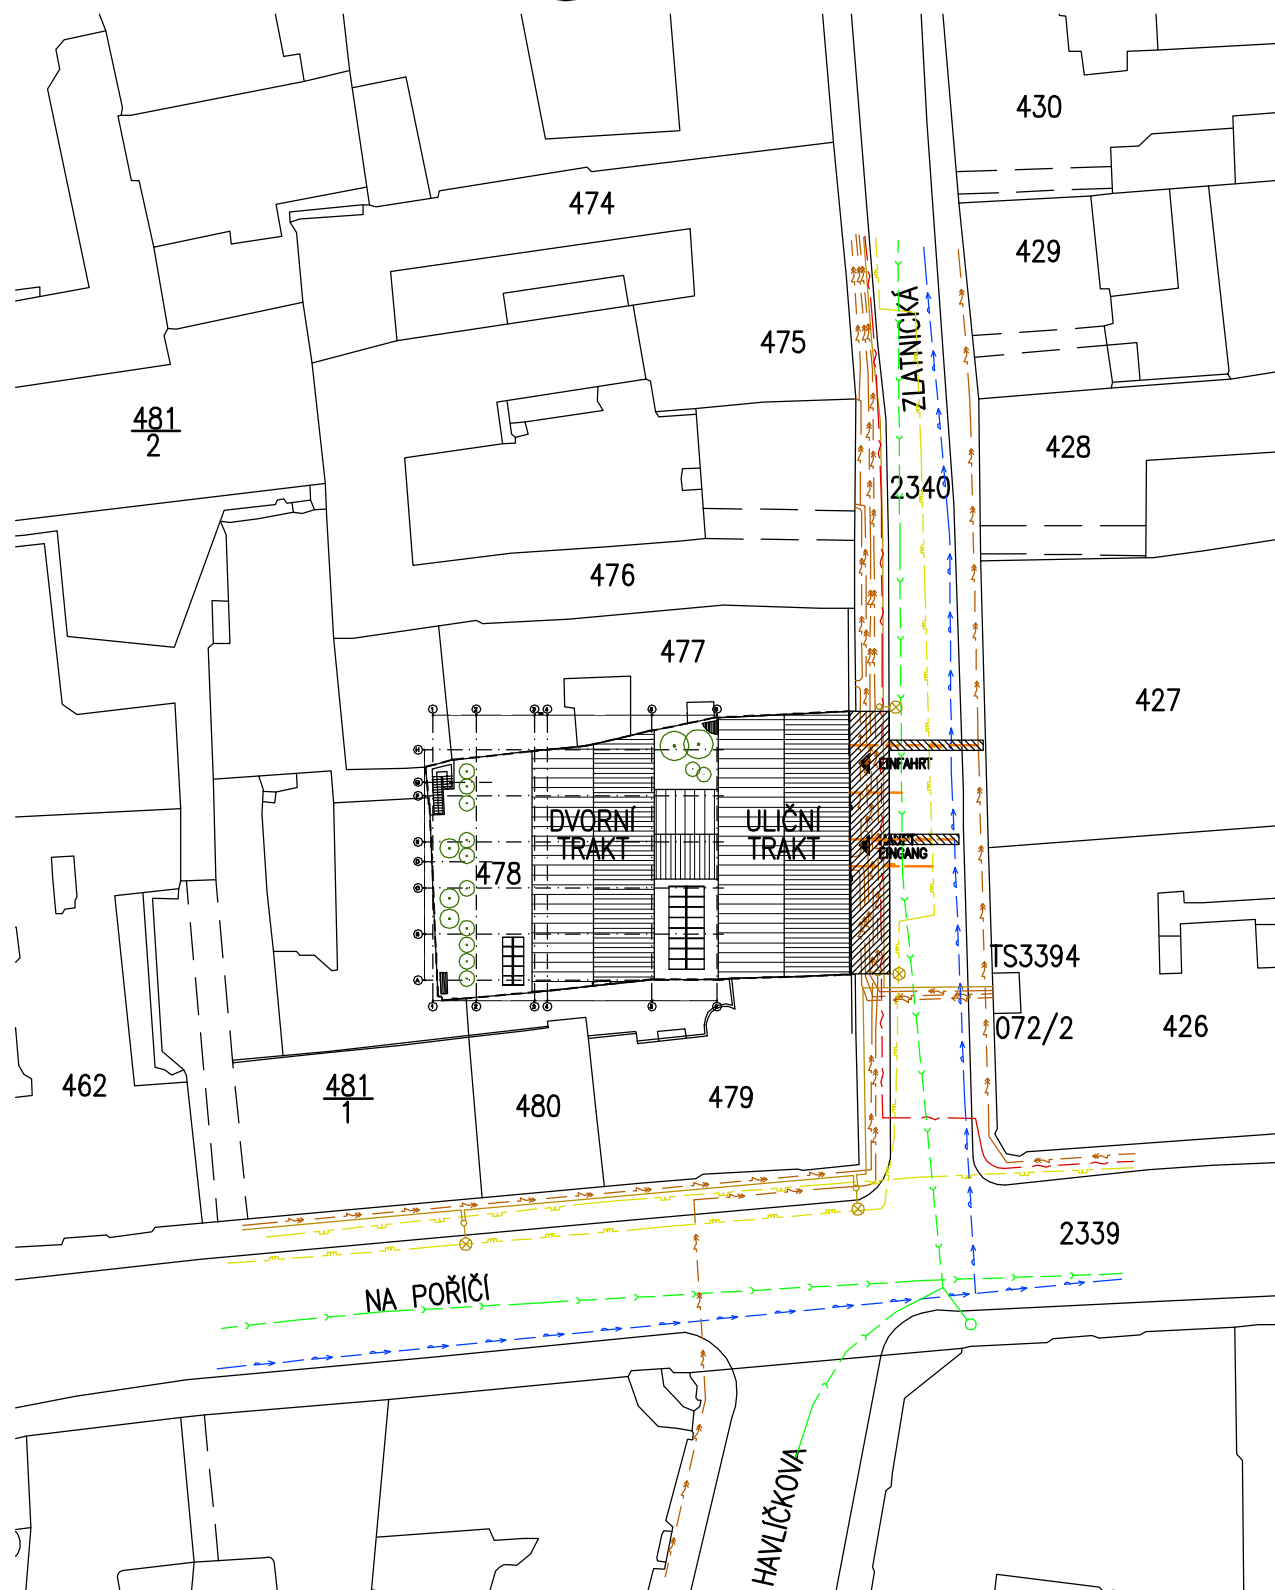 430
474
429
475
ZLATNICKÁ
481
2
428
2340
476
477
427
EINFAHRT
DVORNÍ
TRAKT
ULIČNÍ
TRAKT
EINGANG
478
TS3394
072/2
426
462
481
1
480
479
2339
NA POŘÍČÍ
HAVLÍČKOVA